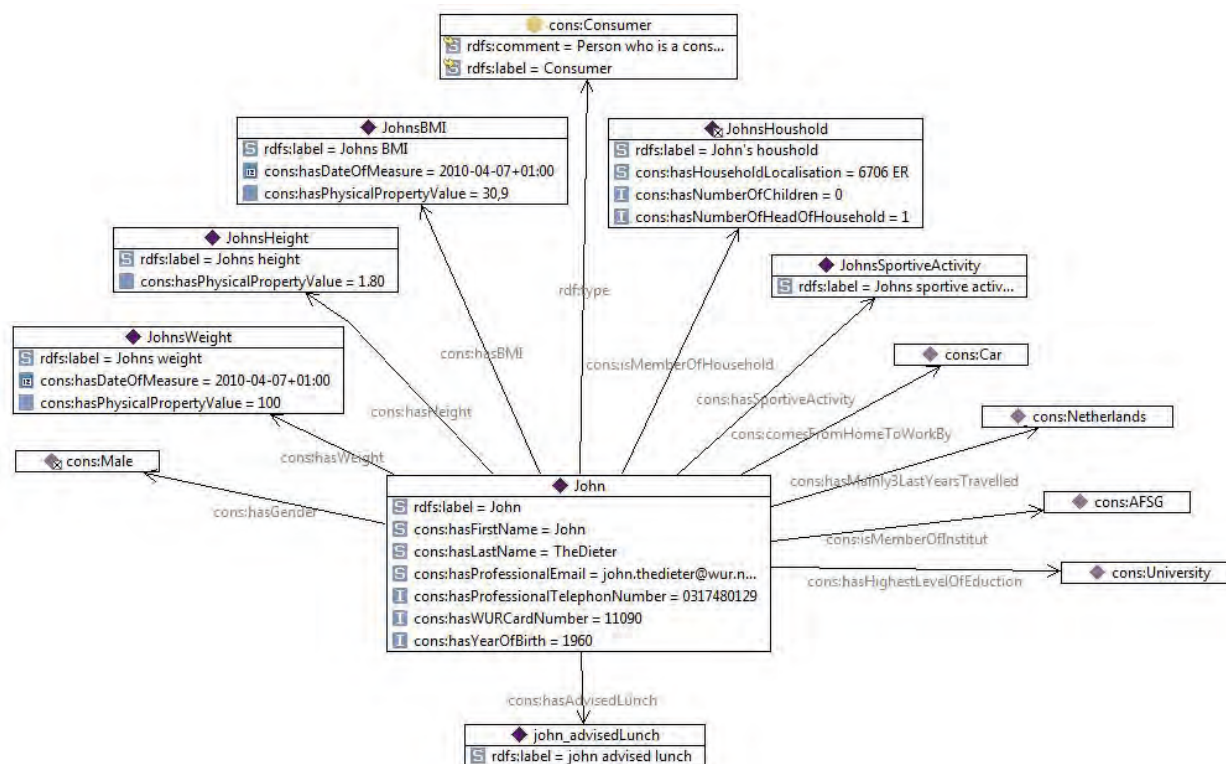 cons:Consumer
rdfs:comment = Person who is a cons...
rdfs:label = Consumer
JohnsBMI
rdfs:label = Johns BMI
cons:hasDateOfMeasure = 2010-04-07+01:00
cons:hasPhysicalPropertyValue = 30,9
JohnsHoushold
rdfs:label = John's houshold
cons:hasHouseholdLocalisation = 6706 ER
cons:hasNumberOfChildren = 0
cons:hasNumberOfHeadOfHousehold = 1
JohnsHeight
rdfs:label = Johns height
cons:hasPhysicalPropertyValue = 1.80
JohnsSportiveActivity
rdfs:label = Johns sportive activ...
rdf:type
JohnsWeight
rdfs:label = Johns weight
cons:hasDateOfMeasure = 2010-04-07+01:00
cons:hasPhysicalPropertyValue = 100
cons:hasBMI
cons:isMemberOfHousehold
cons:Car
cons:hasHeight
cons:hasSportiveActivity
cons:Netherlands
cons:comesFromHomeToWorkBy
cons:Male
cons:hasWeight
cons:hasMainly3LastYearsTravelled
cons:hasGender
cons:AFSG
cons:isMemberOfInstitut
cons:University
cons:hasHighestLevelOfEduction
John
rdfs:label = John
cons:hasFirstName = John
cons:hasLastName = TheDieter
cons:hasProfessionalEmail = john.thedieter@wur.n...
cons:hasProfessionalTelephonNumber = 0317480129
cons:hasWURCardNumber = 11090
cons:hasYearOfBirth = 1960
cons:hasAdvisedLunch
john_advisedLunch
rdfs:label = john advised lunch